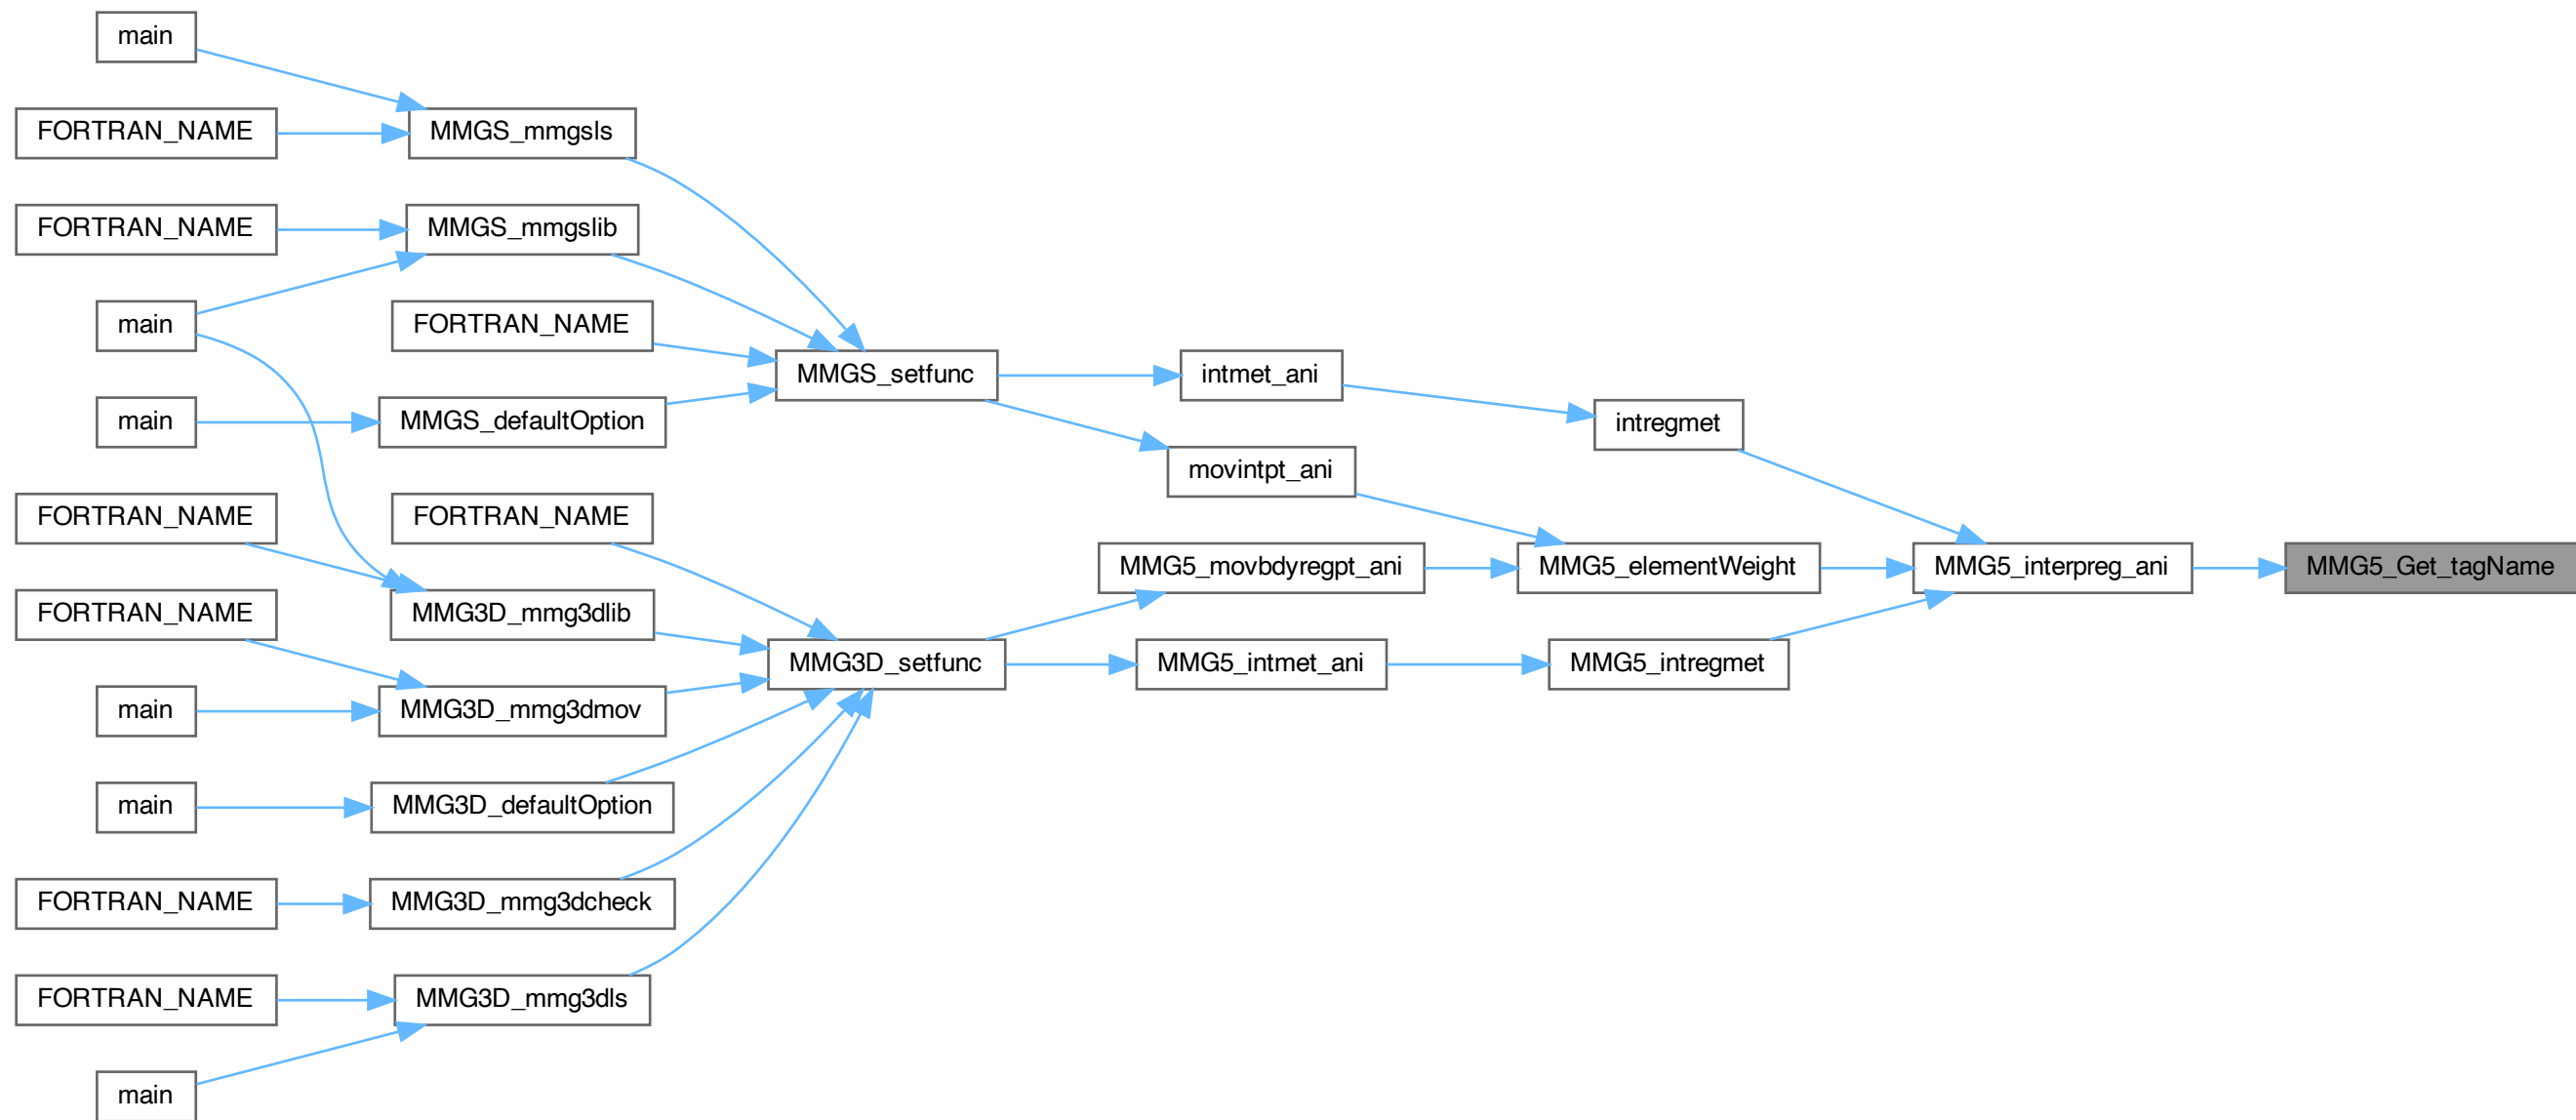 main
FORTRAN_NAME
MMGS_mmgsls
FORTRAN_NAME
MMGS_mmgslib
main
FORTRAN_NAME
MMGS_setfunc
intmet_ani
main
MMGS_defaultOption
intregmet
movintpt_ani
FORTRAN_NAME
FORTRAN_NAME
MMG5_movbdyregpt_ani
MMG5_elementWeight
MMG5_interpreg_ani
MMG5_Get_tagName
FORTRAN_NAME
MMG3D_mmg3dlib
MMG3D_setfunc
MMG5_intmet_ani
MMG5_intregmet
main
MMG3D_mmg3dmov
main
MMG3D_defaultOption
FORTRAN_NAME
MMG3D_mmg3dcheck
FORTRAN_NAME
MMG3D_mmg3dls
main